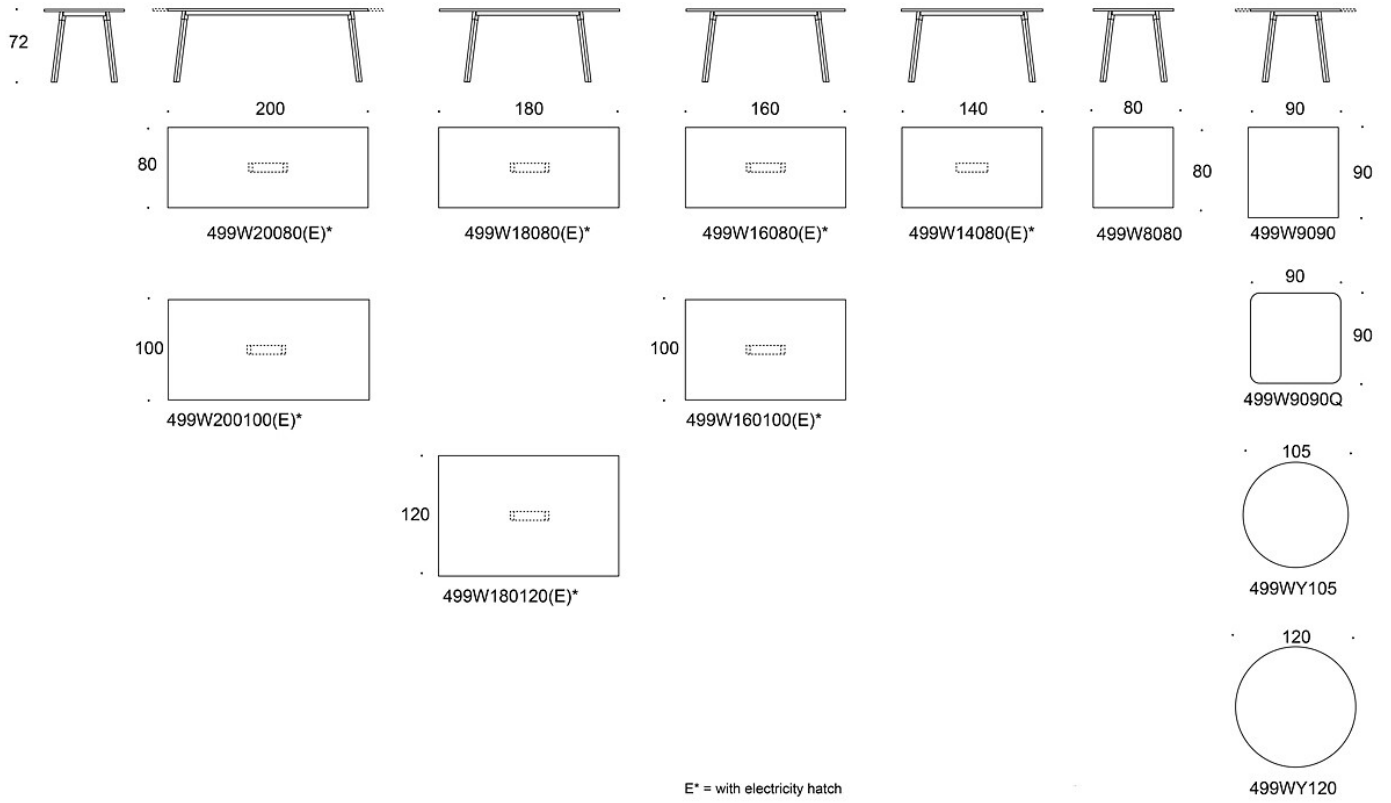 72
200
180
160
140
80
90
80
80
90
499W20080(E)*
499W18080(E)*
499W16080(E)*
499W14080(E)*
499W8080
499W9090
90
100
100
90
499W200100(E)*
499W160100(E)*
499W9090Q
105
120
499W180120(E)*
499WY105
120
E* = with electricity hatch
499WY120